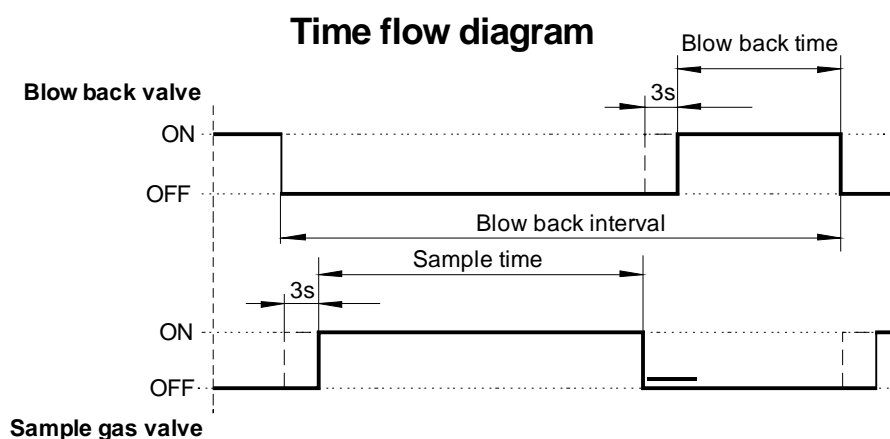 Time flow diagram
Blow back time
Blow back valve
3s
ON
OFF
Blow back interval
Sample time
3s
ON
OFF
Sample gas valve